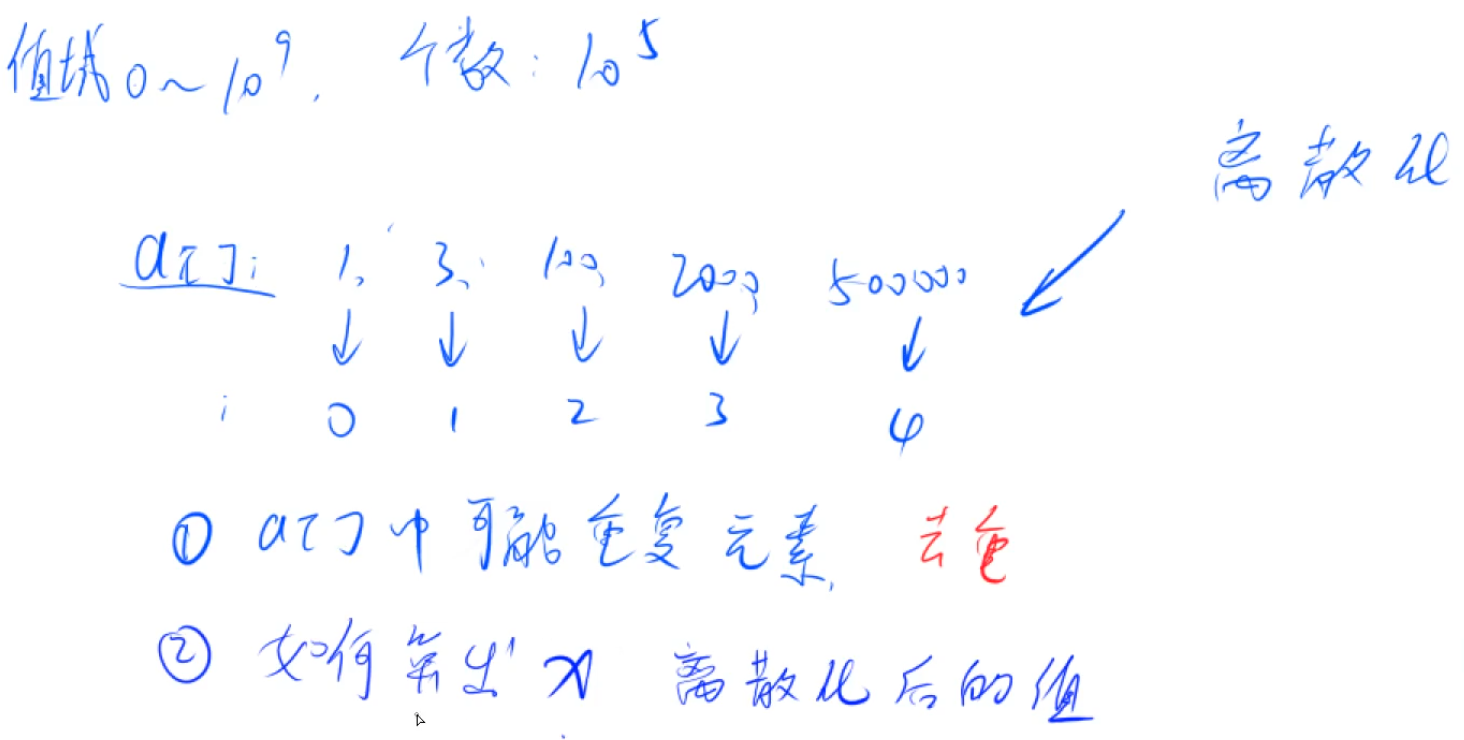 值域 0~10^9, 个数: 10^5
离散化
a[]: 1, 3, 100, 2000, 500000
↓ ↓ ↓ ↓ ↓
i 0 1 2 3 4
① a[]中可能重复元素, 去重
② 如何算出 x 离散化后的值